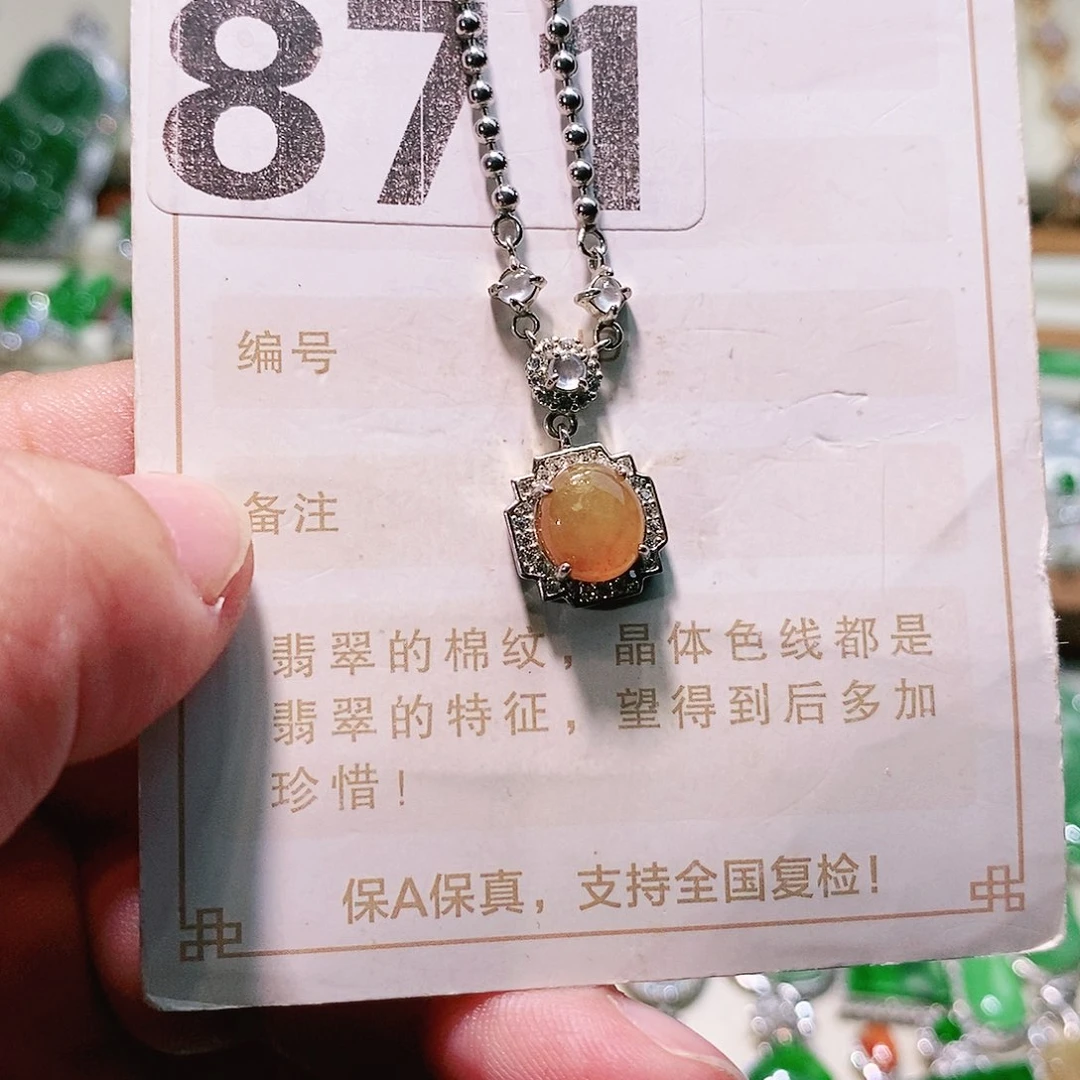 871
编号
备注
翡翠的棉纹，晶体色线都是
翡翠的特征，望得到后多加
珍惜！
保A保真，支持全国复检！